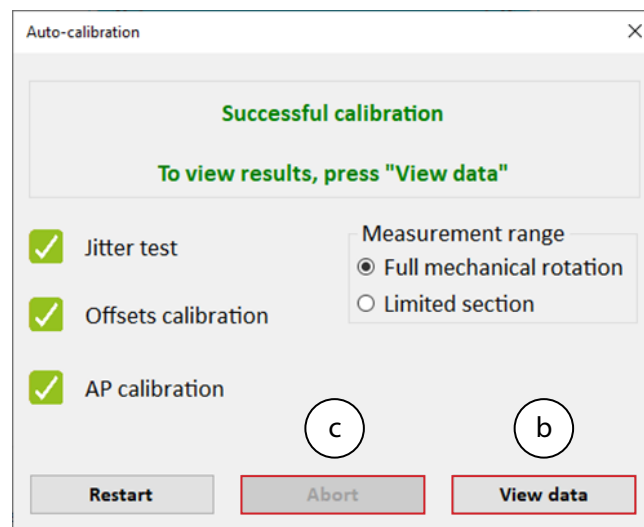 Auto-calibration
Successful calibration
To view results, press "View data"
Jitter test
Offsets calibration
AP calibration
Measurement range
Full mechanical rotation
Limited section
c
b
Restart
Abort
View data